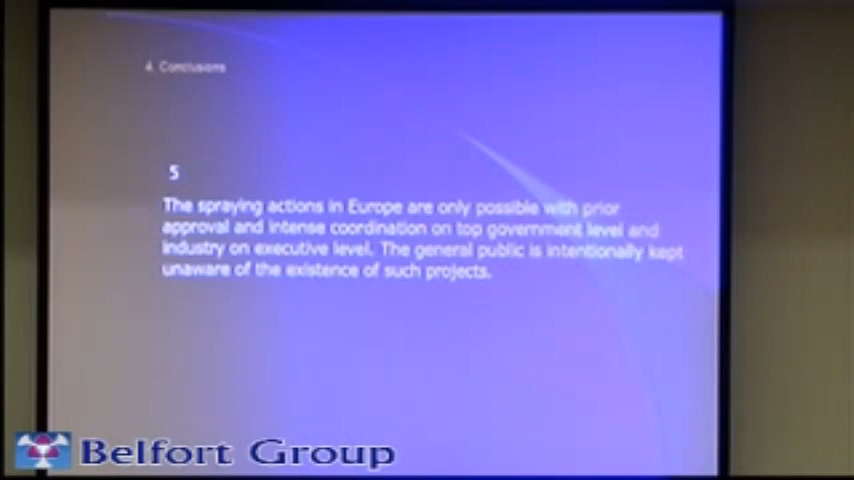 4. Conclusions
5
The spraying actions in Europe are only possible with prior
approval and intense coordination on top government level and
industry on executive level. The general public is intentionally kept
unaware of the existence of such projects.
Belfort Group